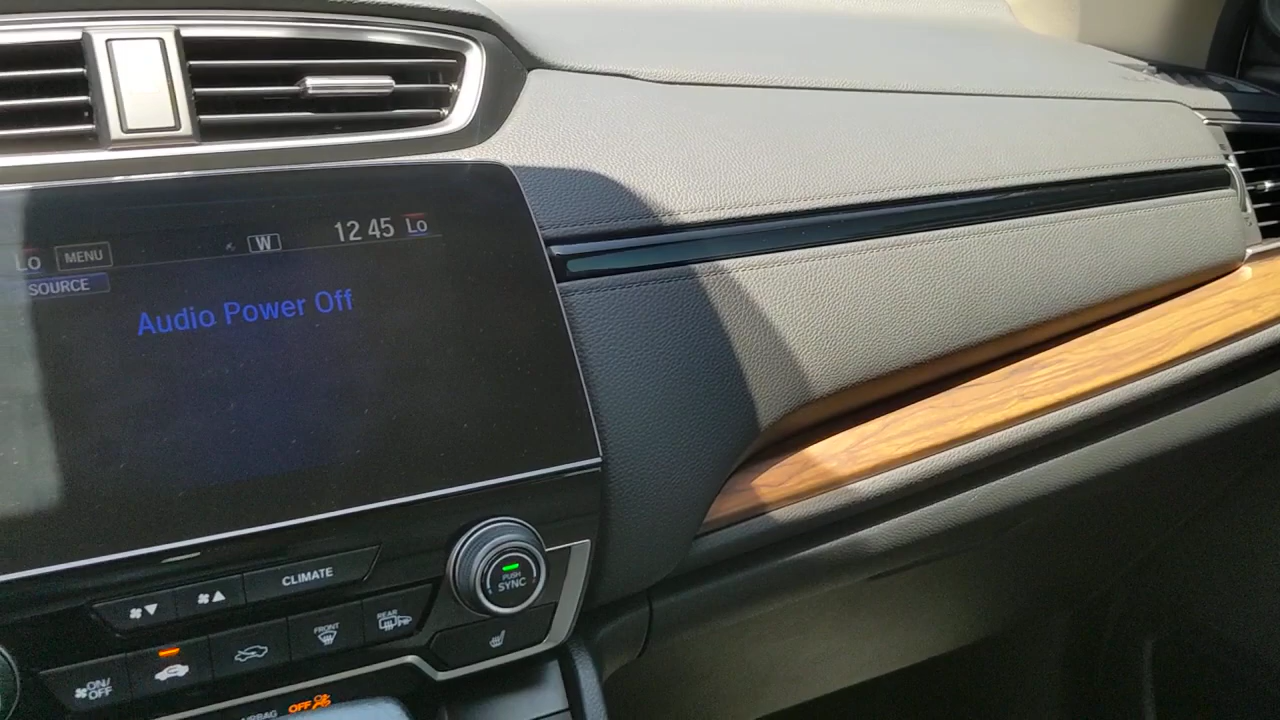 Lo MENU W 12 45 Lo
SOURCE
Audio Power Off
CLIMATE
PUSH
SYNC
FRONT
REAR
ON/
OFF
OFF